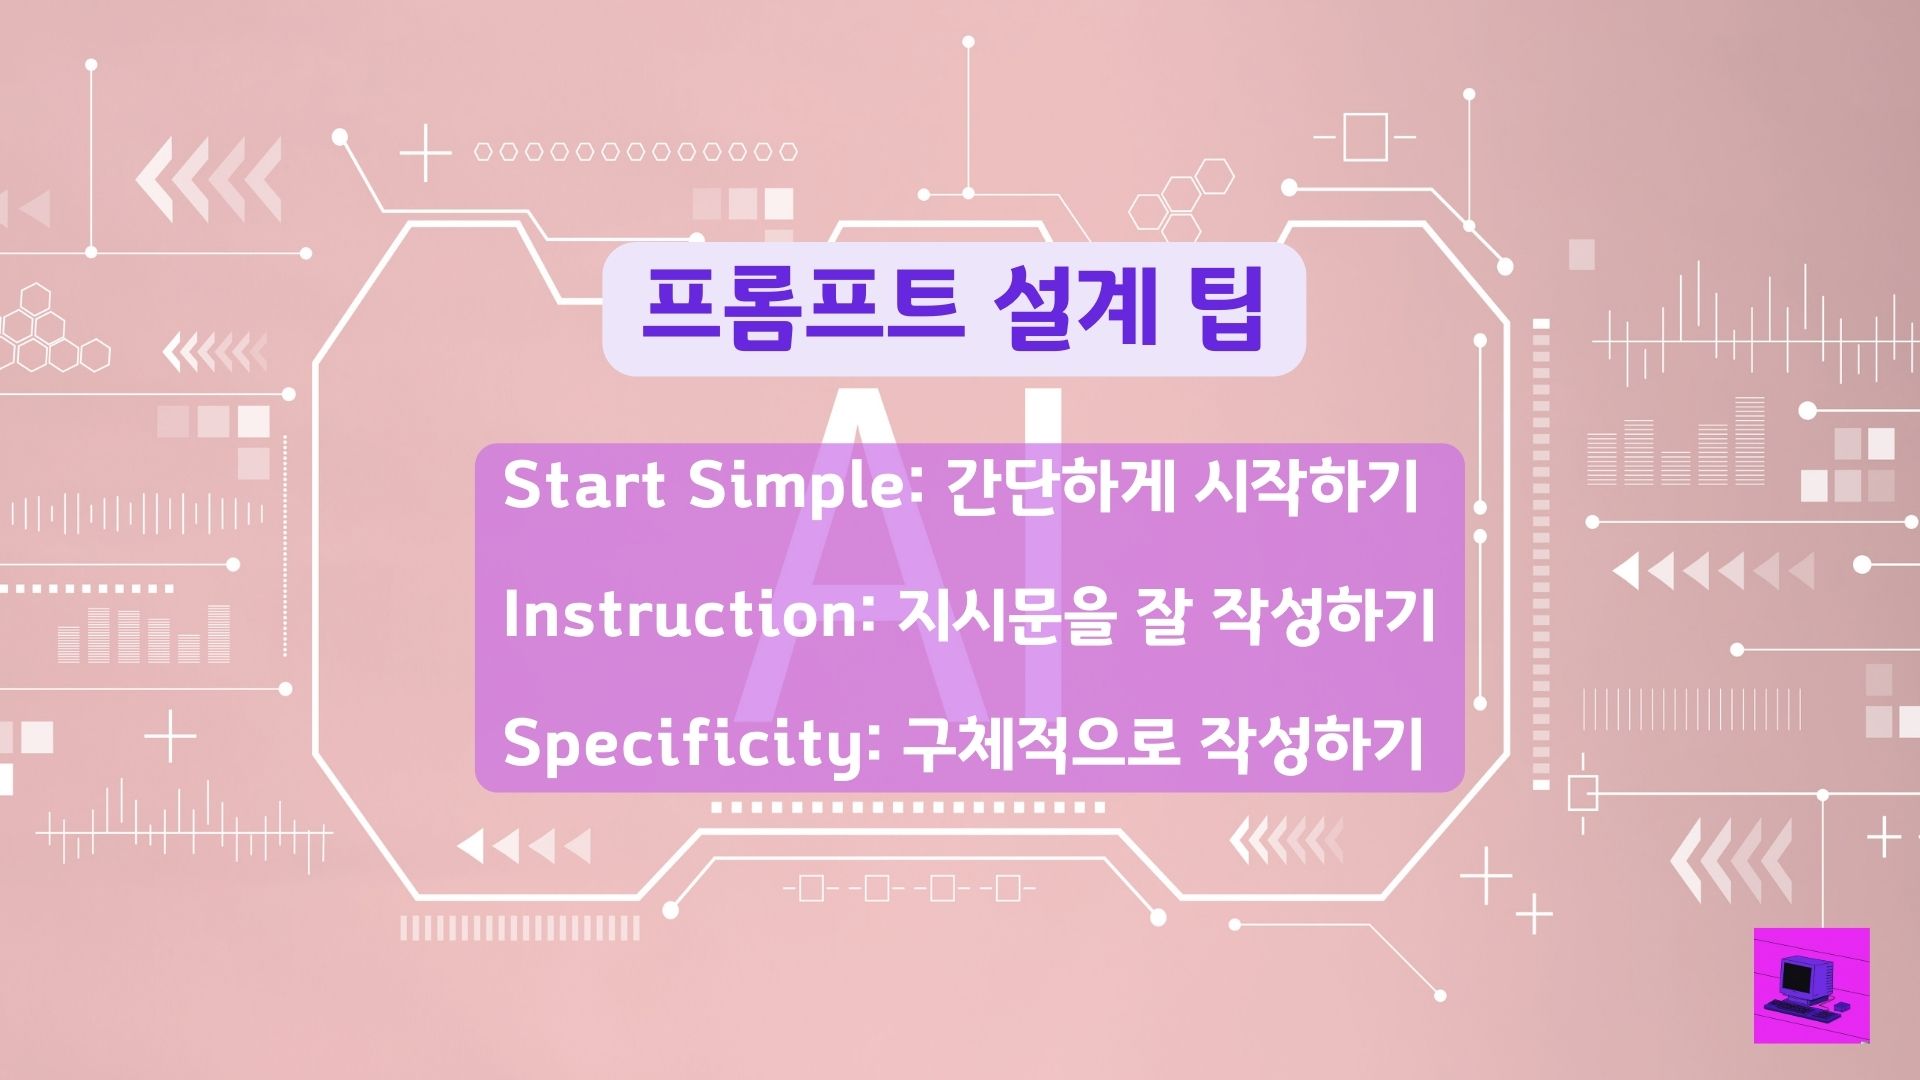 프롬프트 설계 팁
AI
Start Simple: 간단하게 시작하기
Instruction: 지시문을 잘 작성하기
Specificity: 구체적으로 작성하기